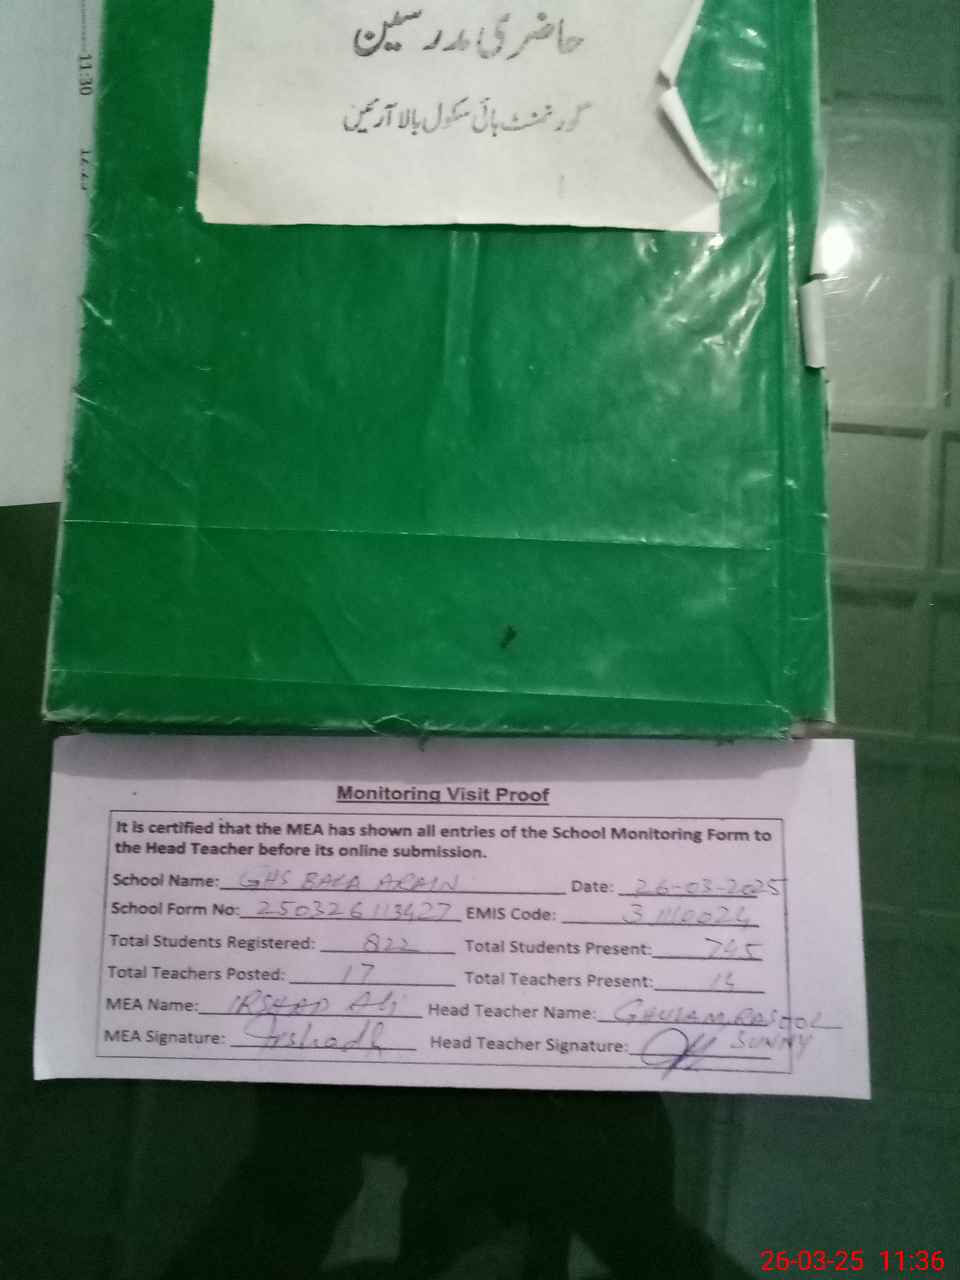 حاضری مدرسین
گورنمنٹ ہائی سکول بالا آرائیں
11:30
Monitoring Visit Proof
It is certified that the MEA has shown all entries of the School Monitoring Form to
the Head Teacher before its online submission.
School Name: GHS BALA ARAIN Date: 26-03-2025
School Form No: 250326113427 EMIS Code:
Total Students Registered: 822 Total Students Present: 745
Total Teachers Posted: 17 Total Teachers Present:
MEA Name: IRSHAD Ali Head Teacher Name: GHULAM RASOOL
SUNNY
MEA Signature: Irshad Head Teacher Signature:
26-03-25 11:36